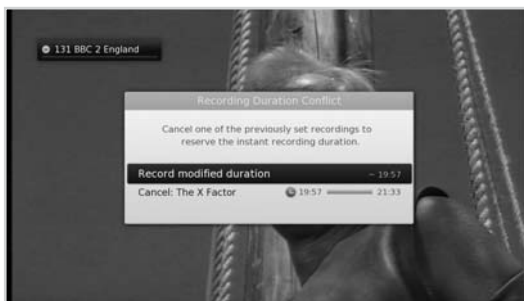 131 BBC 2 England
Recording Duration Conflict
Cancel one of the previously set recordings to
reserve the instant recording duration.
Record modified duration ~ 19:57
Cancel: The X Factor 19:57 21:33